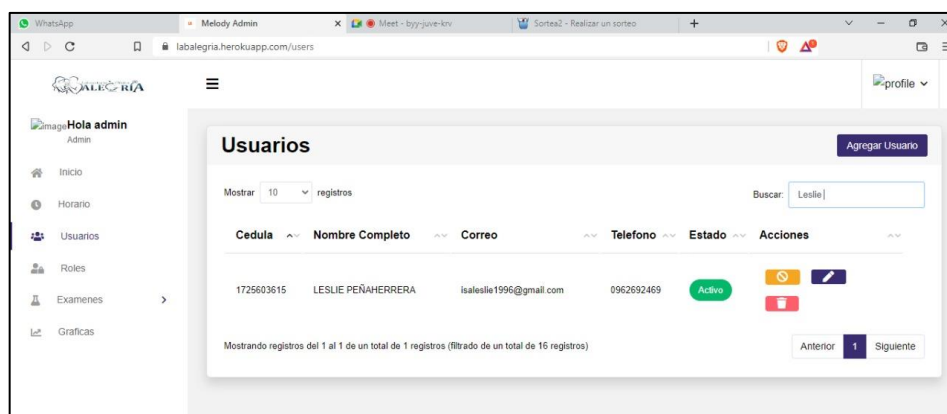 WhatsApp
Melody Admin
Meet - byy-juve-krv
Sortea2 - Realizar un sorteo
labalegria.herokuapp.com/users
ALEGRÍA
profile
image Hola admin
Admin
Inicio
Horario
Usuarios
Roles
Examenes
Graficas
Usuarios
Agregar Usuario
Mostrar 10 registros
Buscar: Leslie
Cedula Nombre Completo Correo Telefono Estado Acciones
1725603615 LESLIE PEÑAHERRERA isaleslie1996@gmail.com 0962692469 Activo
Mostrando registros del 1 al 1 de un total de 1 registros (filtrado de un total de 16 registros)
Anterior 1 Siguiente